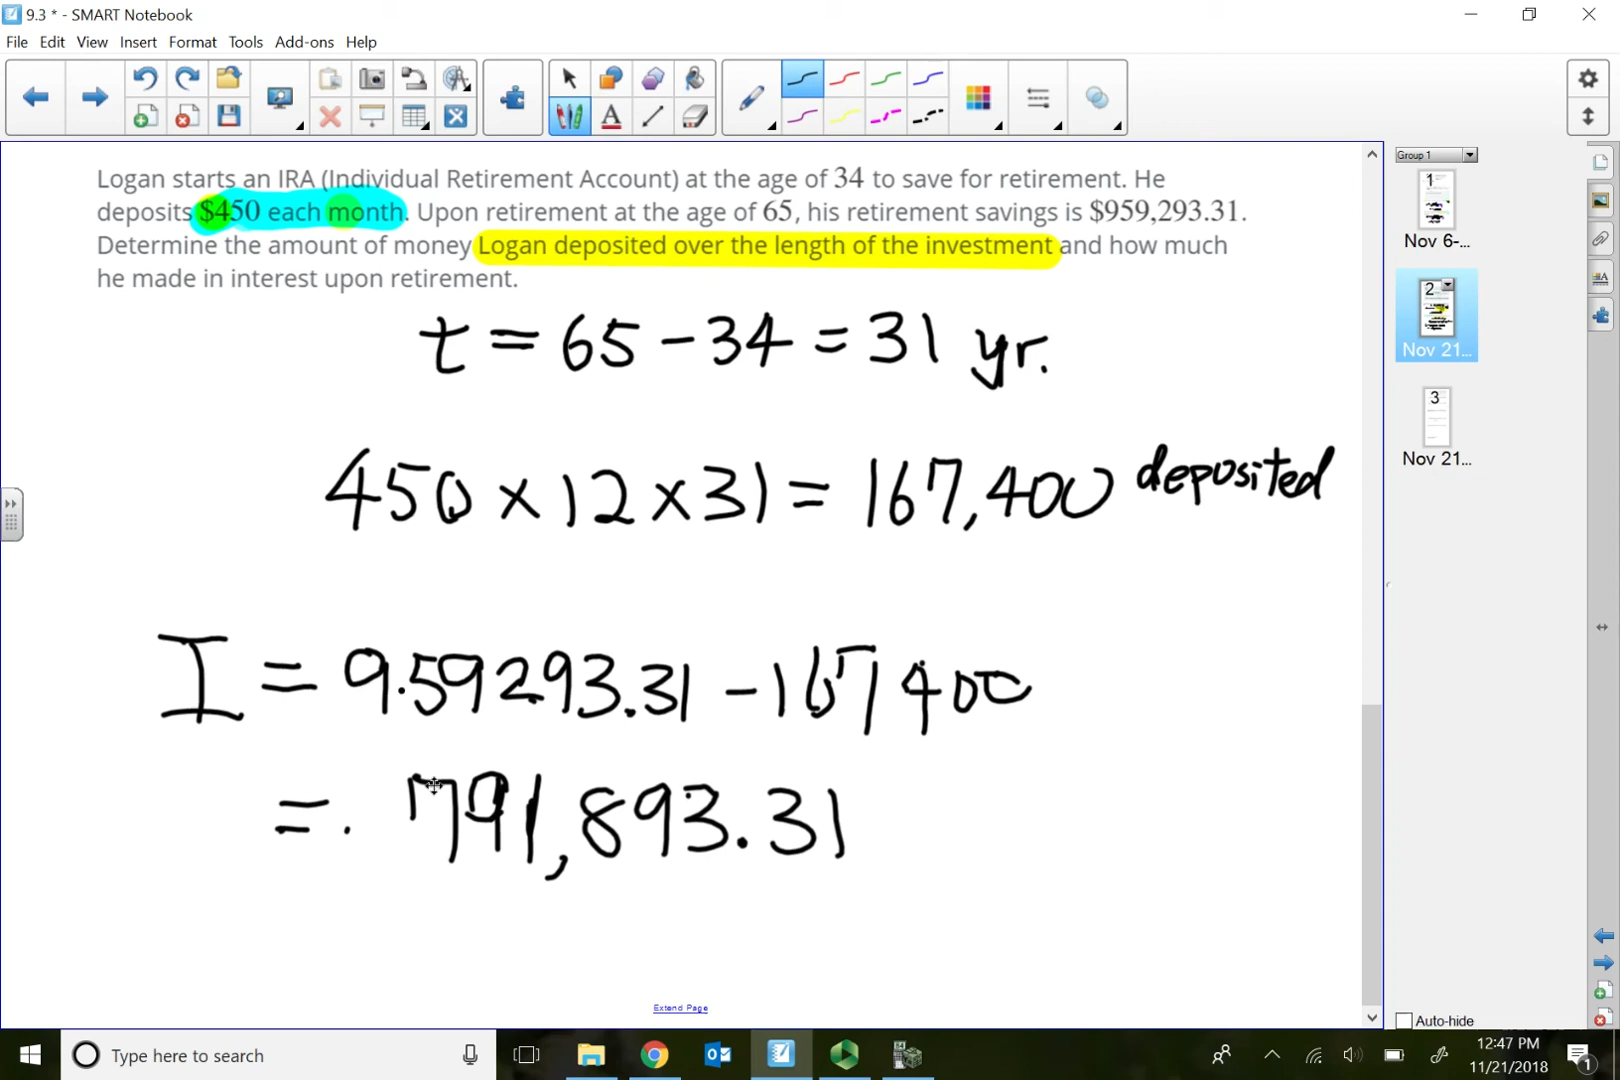 9.3 * - SMART Notebook
File Edit View Insert Format Tools Add-ons Help
Logan starts an IRA (Individual Retirement Account) at the age of 34 to save for retirement. He
deposits $450 each month. Upon retirement at the age of 65, his retirement savings is $959,293.31.
Determine the amount of money Logan deposited over the length of the investment and how much
he made in interest upon retirement.
t = 65 - 34 = 31 yr.
450 × 12 × 31 = 167,400 deposited
I = 9.59293.31 - 167400
= . 791,893.31
Extend Page
Group 1
1
Nov 6-...
2
Nov 21...
3
Nov 21...
Auto-hide
Type here to search
12:47 PM
11/21/2018
1